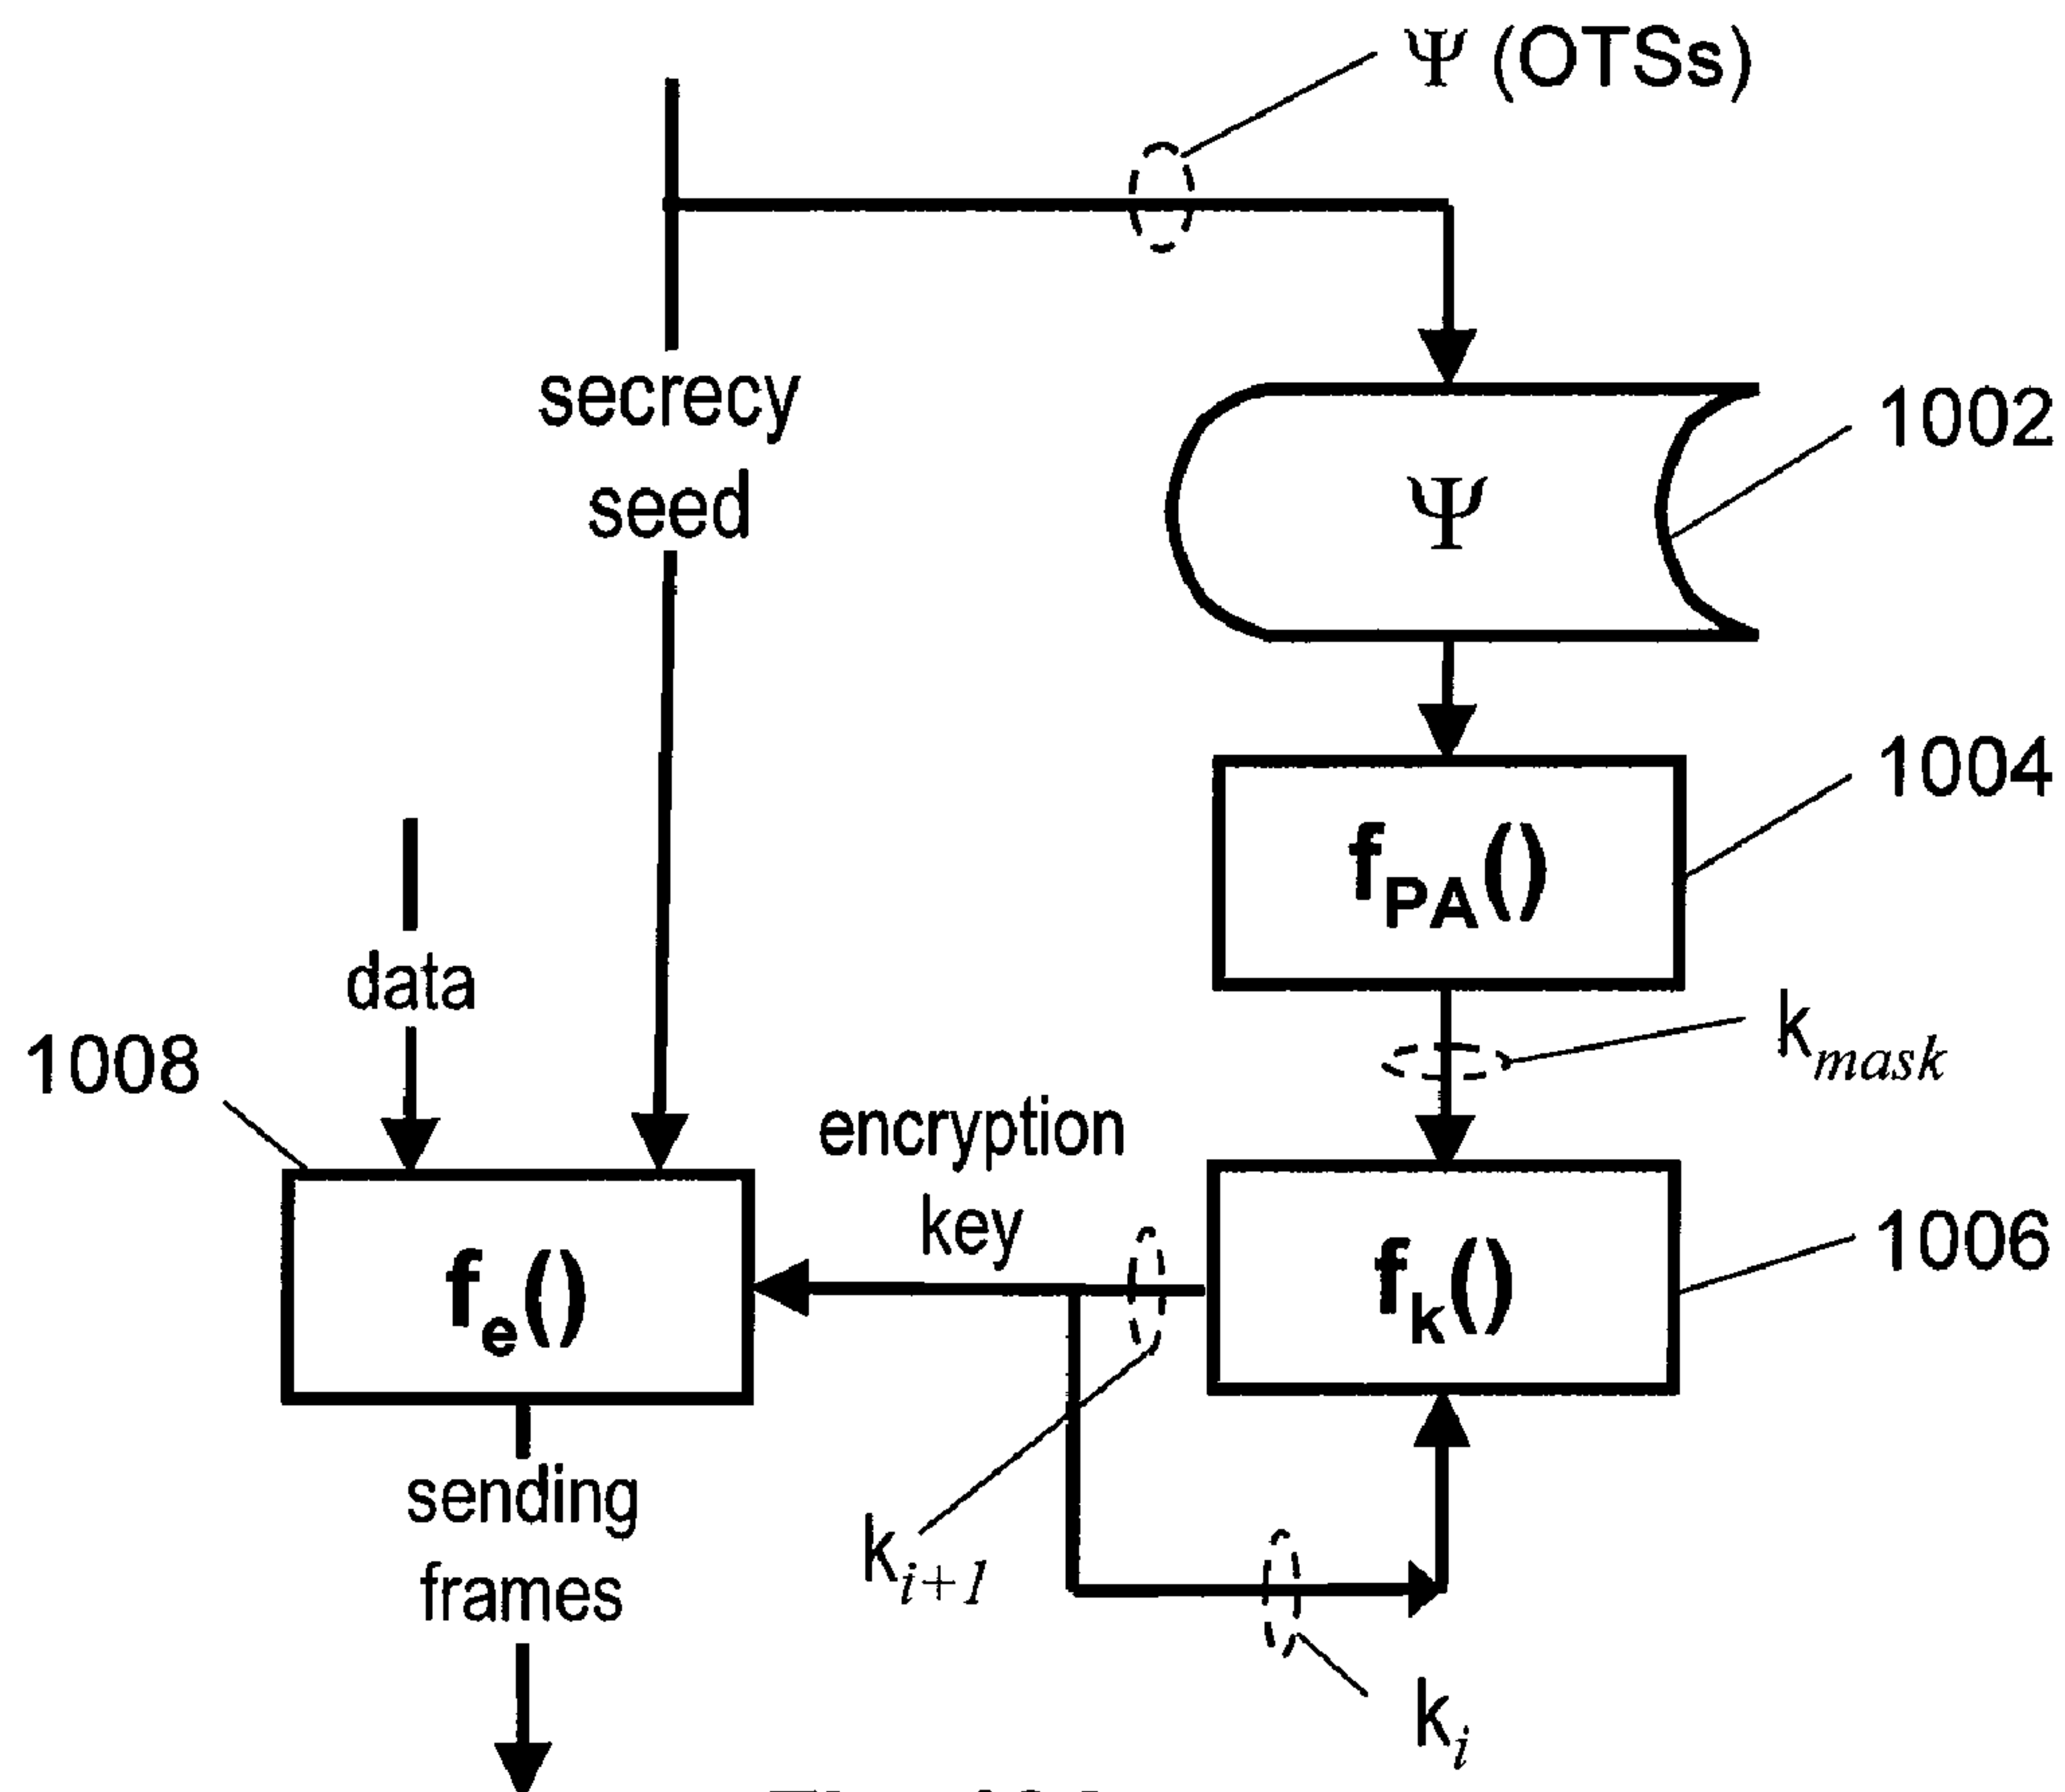 Ψ (OTSs)
secrecy
seed
1002
Ψ
1004
f_PA()
data
k_mask
1008
encryption
key
1006
f_e()
f_k()
sending
frames
k_i+1
k_i